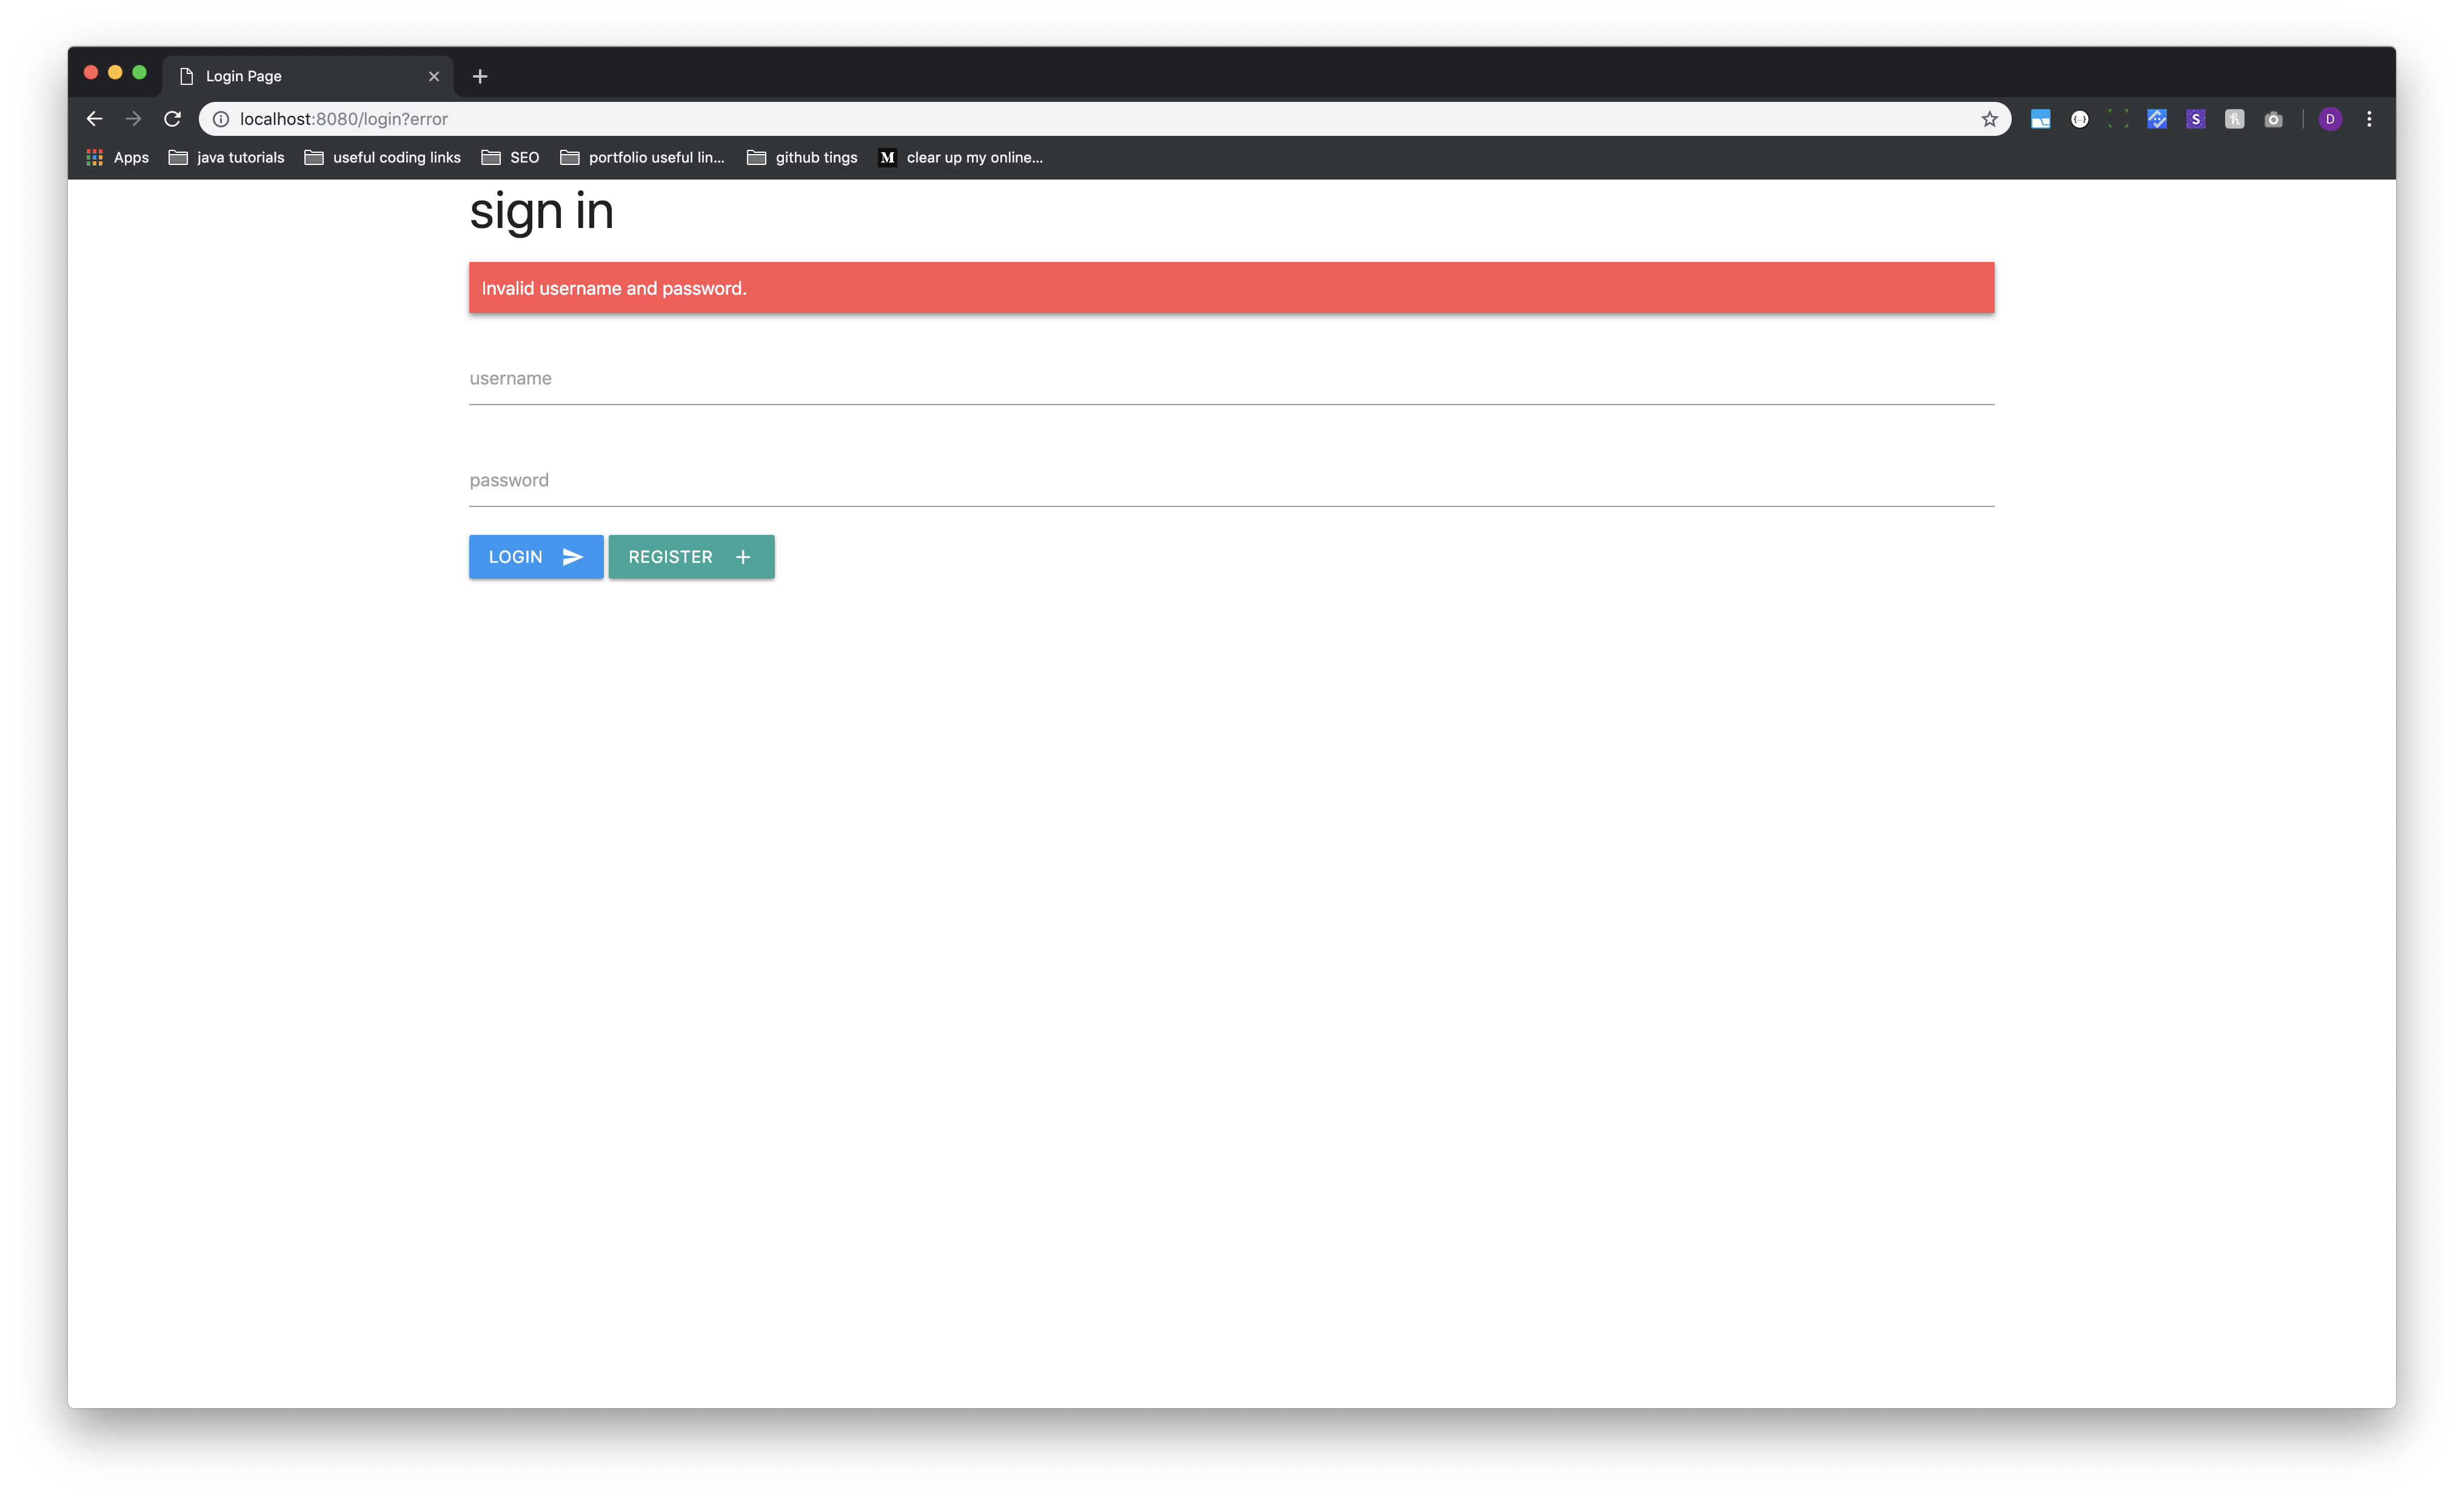 Login Page
localhost:8080/login?error
D
Apps java tutorials useful coding links SEO portfolio useful lin... github tings M clear up my online...
sign in
Invalid username and password.
username
password
LOGIN REGISTER